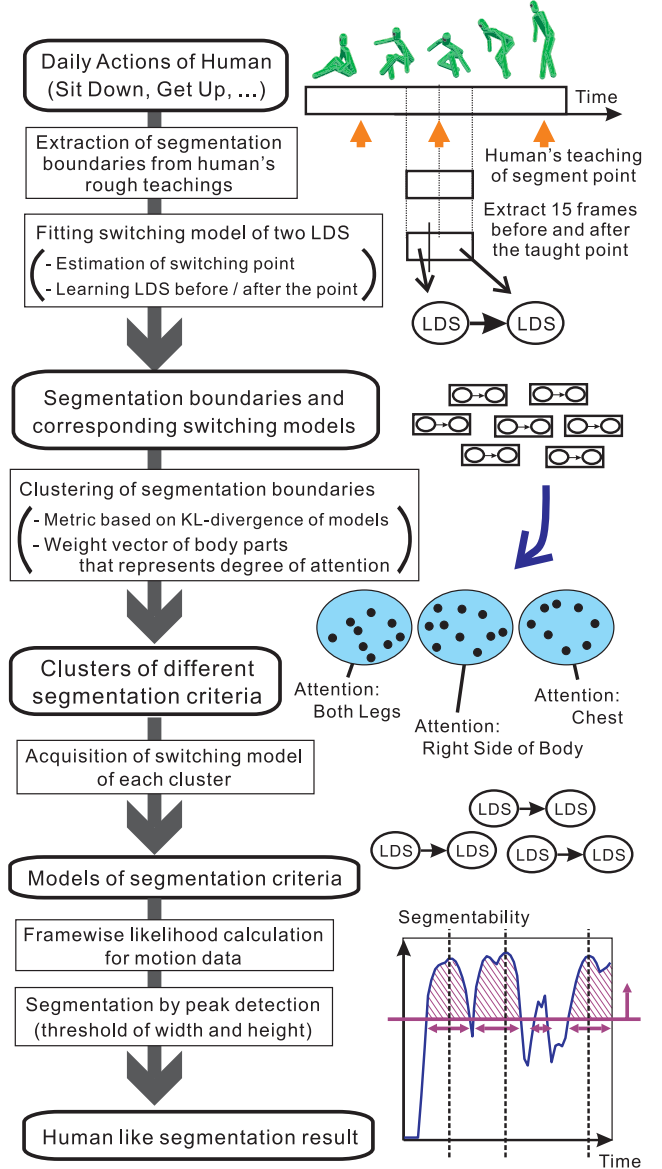 Daily Actions of Human
(Sit Down, Get Up, ...)
Time
Extraction of segmentation
boundaries from human's
rough teachings
Human's teaching
of segment point
Extract 15 frames
before and after
the taught point
Fitting switching model of two LDS
- Estimation of switching point
- Learning LDS before / after the point
LDS
LDS
Segmentation boundaries and
corresponding switching models
Clustering of segmentation boundaries
- Metric based on KL-divergence of models
- Weight vector of body parts
that represents degree of attention
Clusters of different
segmentation criteria
Attention:
Both Legs
Attention:
Right Side of Body
Attention:
Chest
Acquisition of switching model
of each cluster
LDS
LDS
LDS
LDS
LDS
LDS
Models of segmentation criteria
Framewise likelihood calculation
for motion data
Segmentation by peak detection
(threshold of width and height)
Human like segmentation result
Segmentability
Time